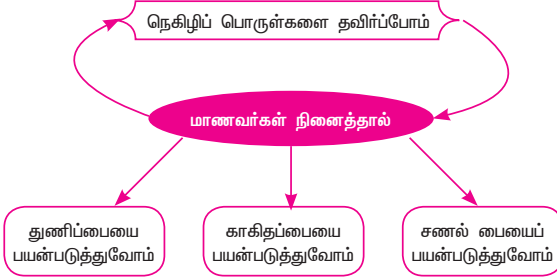 நெகிழிப் பொருள்களை தவிர்ப்போம்
மாணவர்கள் நினைத்தால்
துணிப்பையை
பயன்படுத்துவோம்
காகிதப்பையை
பயன்படுத்துவோம்
சணல் பையைப்
பயன்படுத்துவோம்